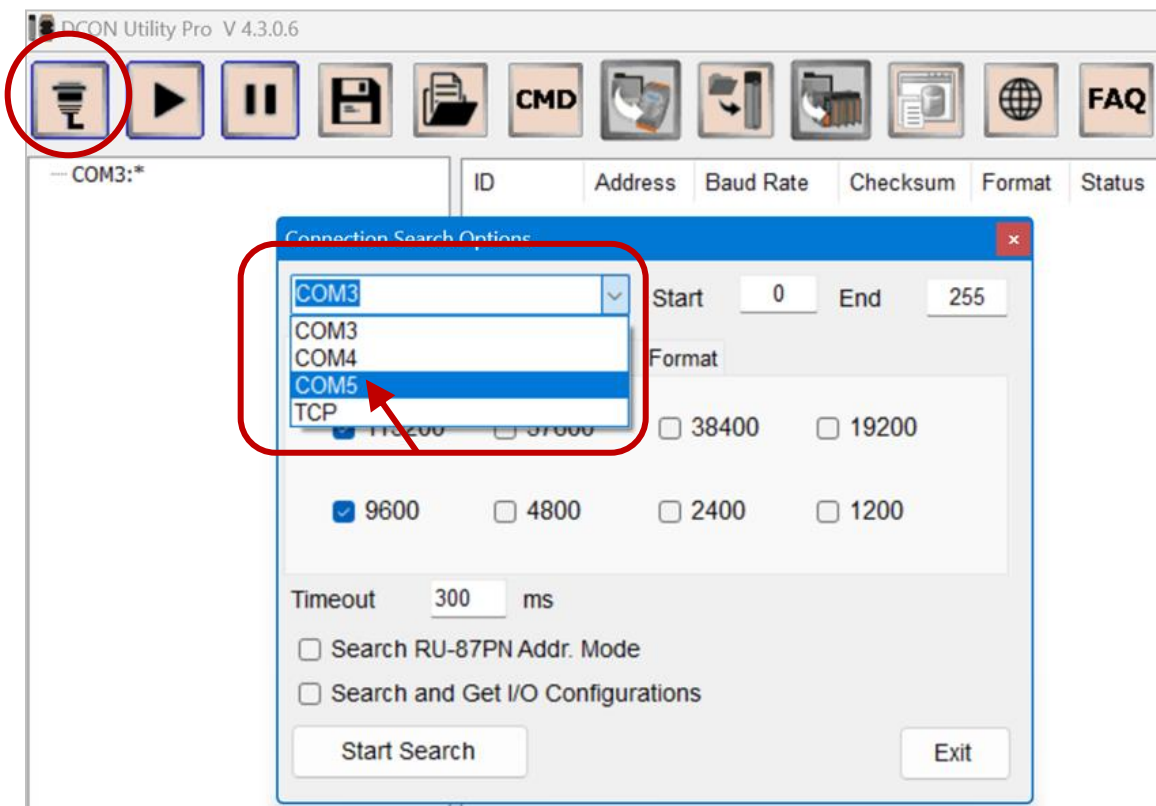 DCON Utility Pro V 4.3.0.6
CMD
FAQ
COM3:*
ID Address Baud Rate Checksum Format Status
Connection Search Options
COM3 Start 0 End 255
COM3
COM4
COM5
TCP
Format
115200 57600 38400 19200
9600 4800 2400 1200
Timeout 300 ms
Search RU-87PN Addr. Mode
Search and Get I/O Configurations
Start Search Exit